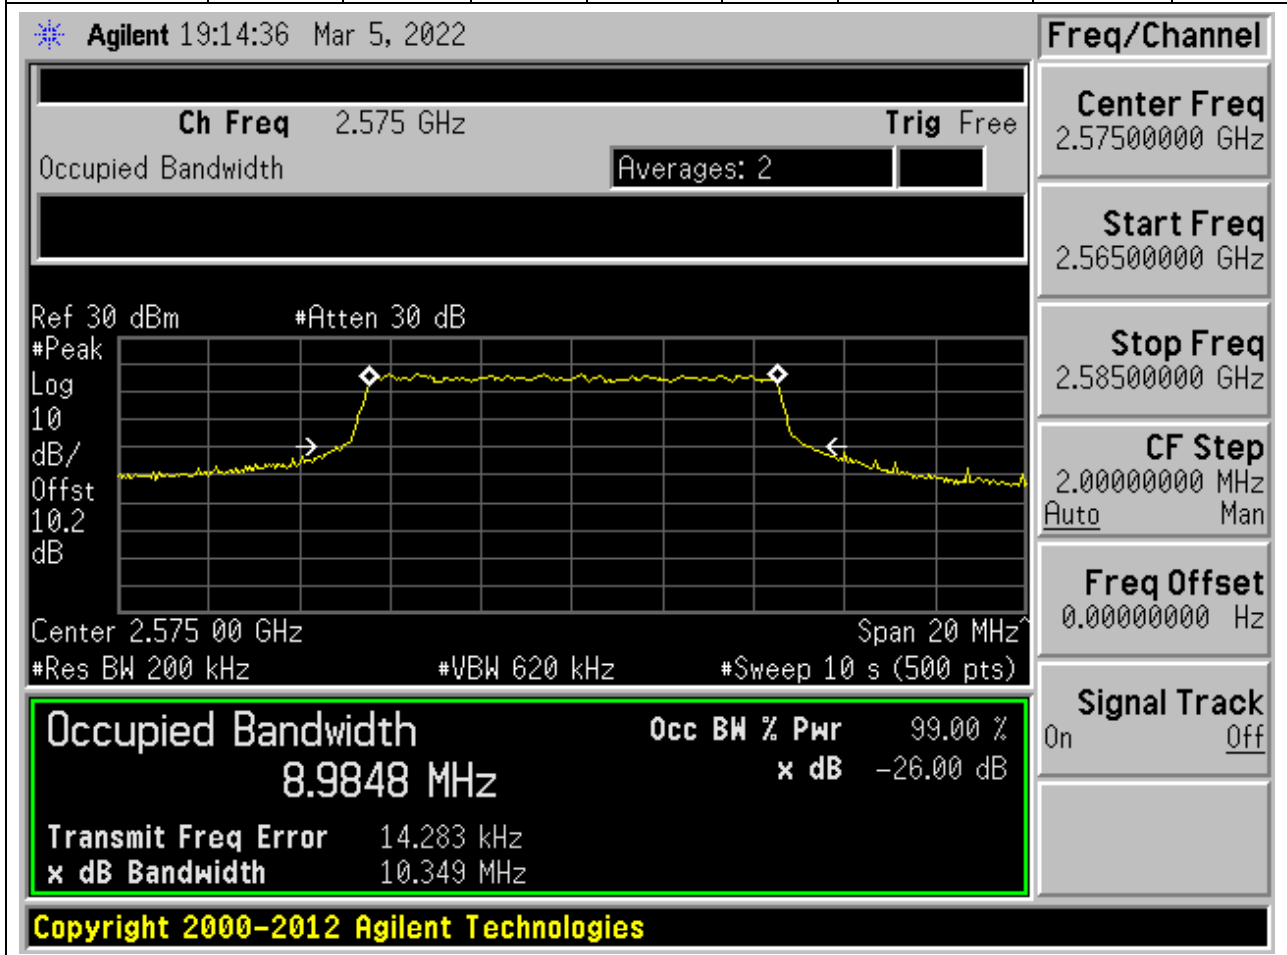 Agilent 19:14:36 Mar 5, 2022
Freq/Channel
Ch Freq 2.575 GHz Trig Free
Occupied Bandwidth Averages: 2
Center Freq
2.57500000 GHz
Start Freq
2.56500000 GHz
Stop Freq
2.58500000 GHz
CF Step
2.00000000 MHz
Auto Man
Freq Offset
0.00000000 Hz
Signal Track
On Off
Ref 30 dBm #Atten 30 dB
#Peak
Log
10
dB/
Offst
10.2
dB
Center 2.575 00 GHz Span 20 MHz^
#Res BW 200 kHz #VBW 620 kHz #Sweep 10 s (500 pts)
Occupied Bandwidth Occ BW % Pwr 99.00 %
8.9848 MHz x dB -26.00 dB
Transmit Freq Error 14.283 kHz
x dB Bandwidth 10.349 MHz
Copyright 2000-2012 Agilent Technologies